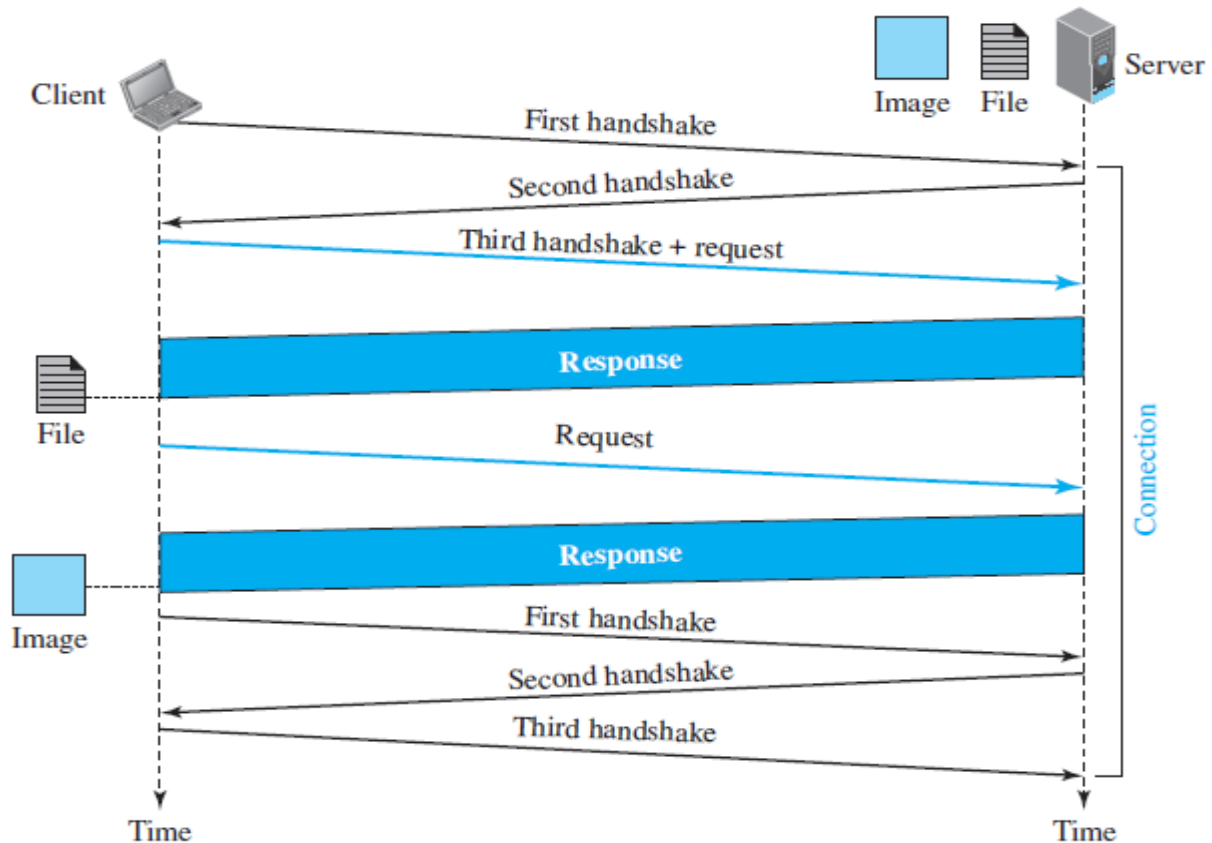 Client
Server
Image
File
First handshake
Second handshake
Third handshake + request
Response
File
Request
Connection
Response
Image
First handshake
Second handshake
Third handshake
Time
Time